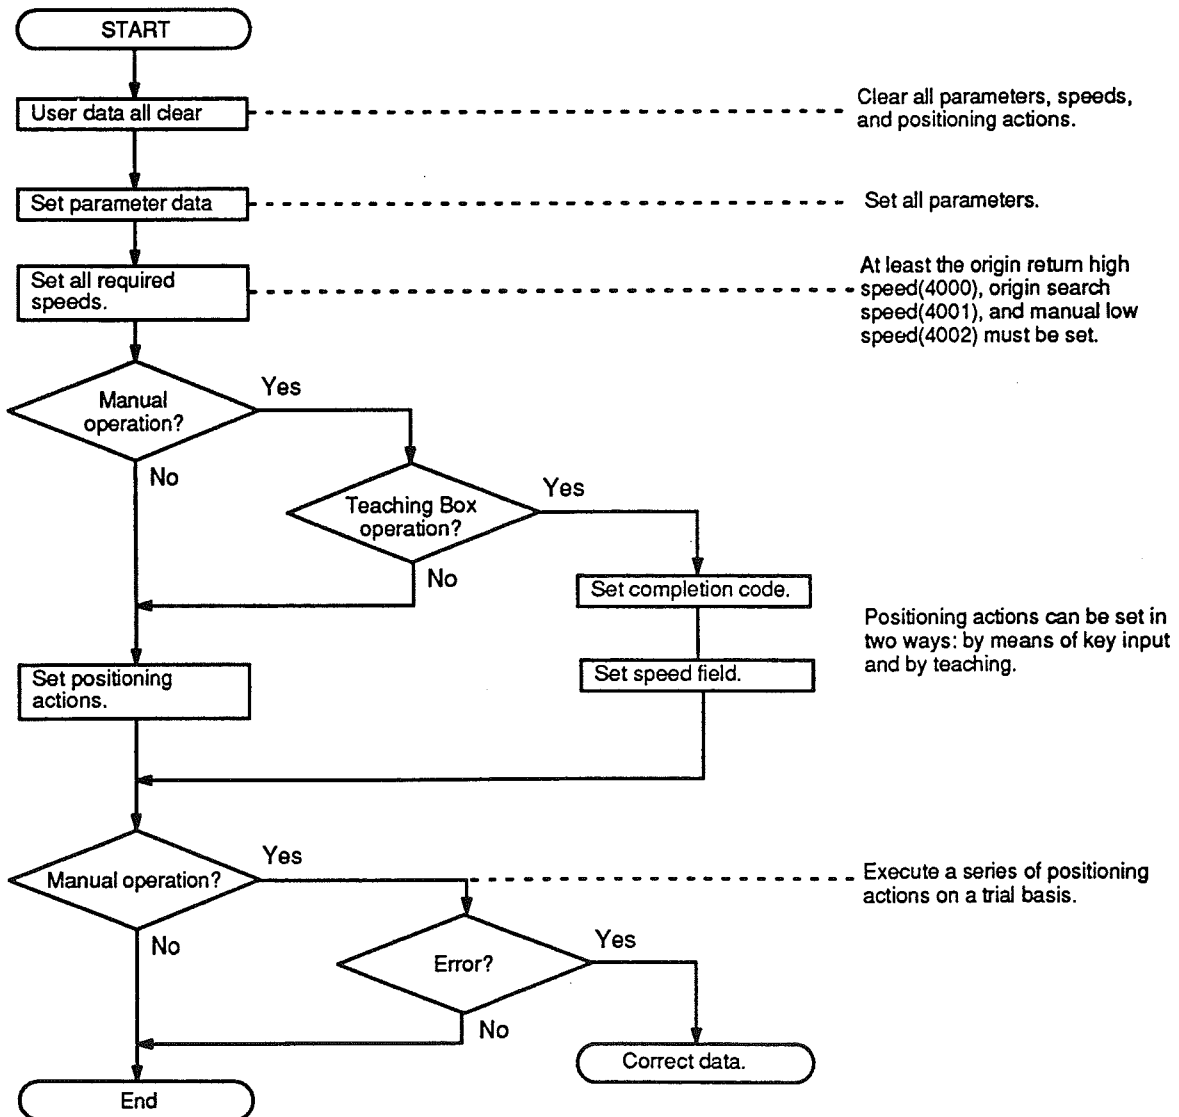 START
User data all clear
Clear all parameters, speeds,
and positioning actions.
Set parameter data
Set all parameters.
Set all required
speeds.
At least the origin return high
speed(4000), origin search
speed(4001), and manual low
speed(4002) must be set.
Manual
operation?
Yes
No
Teaching Box
operation?
Yes
No
Set completion code.
Set speed field.
Positioning actions can be set in
two ways: by means of key input
and by teaching.
Set positioning
actions.
Manual operation?
Yes
Execute a series of positioning
actions on a trial basis.
No
Error?
Yes
No
Correct data.
End